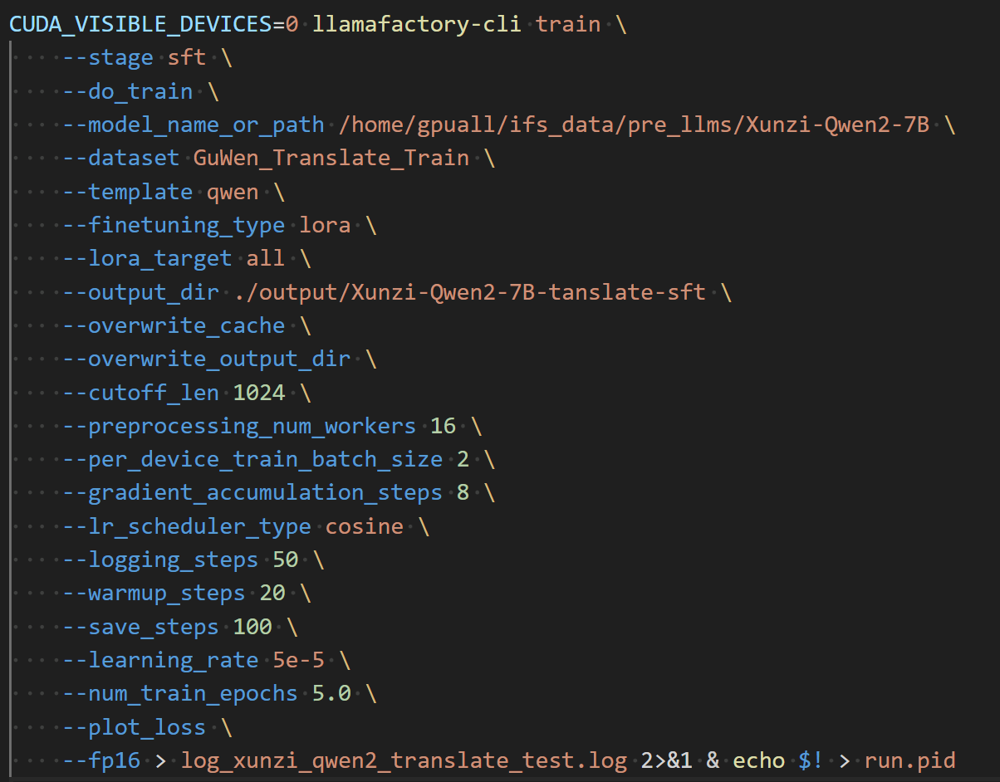 CUDA_VISIBLE_DEVICES=0 llamafactory-cli train \
    --stage sft \
    --do_train \
    --model_name_or_path /home/gpuall/ifs_data/pre_llms/Xunzi-Qwen2-7B \
    --dataset GuWen_Translate_Train \
    --template qwen \
    --finetuning_type lora \
    --lora_target all \
    --output_dir ./output/Xunzi-Qwen2-7B-tanslate-sft \
    --overwrite_cache \
    --overwrite_output_dir \
    --cutoff_len 1024 \
    --preprocessing_num_workers 16 \
    --per_device_train_batch_size 2 \
    --gradient_accumulation_steps 8 \
    --lr_scheduler_type cosine \
    --logging_steps 50 \
    --warmup_steps 20 \
    --save_steps 100 \
    --learning_rate 5e-5 \
    --num_train_epochs 5.0 \
    --plot_loss \
    --fp16 > log_xunzi_qwen2_translate_test.log 2>&1 & echo $! > run.pid